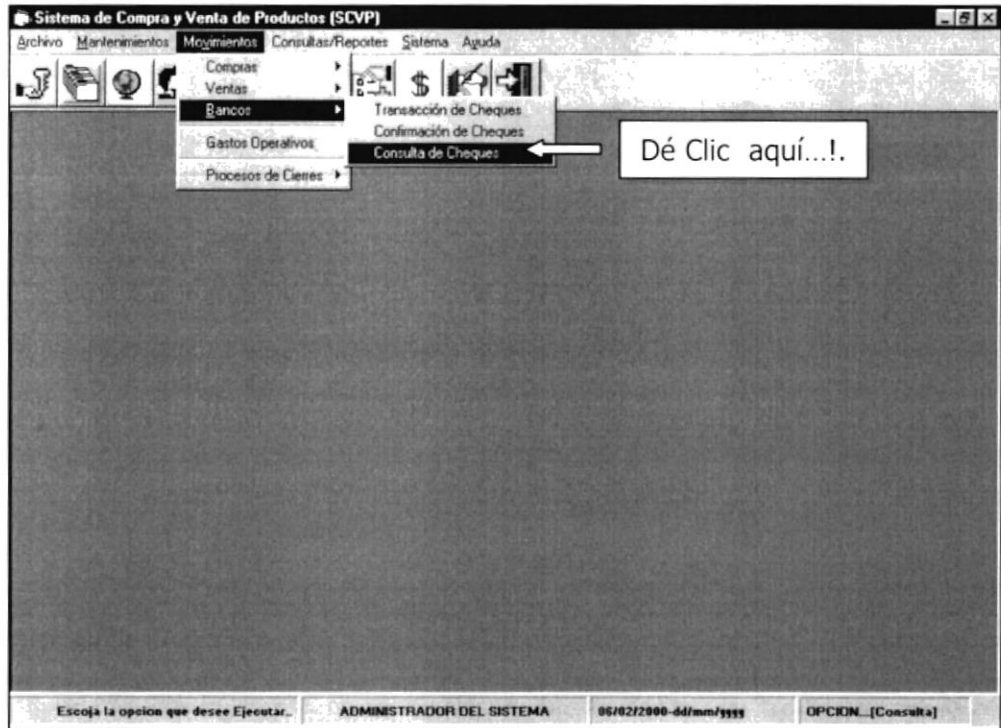 Sistema de Compra y Venta de Productos (SCVP)
Archivo Mantenimientos Movimientos Consultas/Reportes Sistema Ayuda
Compras
Ventas
Bancos
Gastos Operativos
Procesos de Cierres
Transacción de Cheques
Confirmación de Cheques
Consulta de Cheques
Dé Clic aquí...!.
Escoja la opcion que desee Ejecutar.. ADMINISTRADOR DEL SISTEMA 06/02/2000-dd/mm/yyyy OPCION...[Consulta]